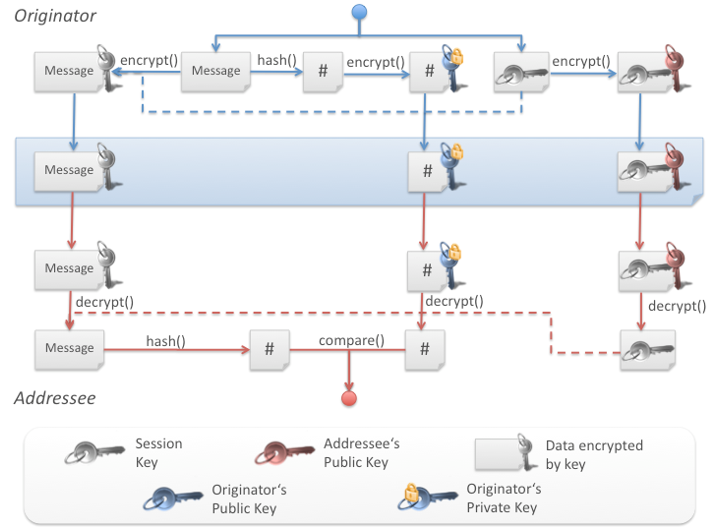 Originator
Message
encrypt()
Message
hash()
#
encrypt()
#
encrypt()
Message
#
Message
#
decrypt()
decrypt()
decrypt()
Message
hash()
#
compare()
#
Addressee
Session
Key
Addressee's
Public Key
Data encrypted
by key
Originator's
Public Key
Originator's
Private Key